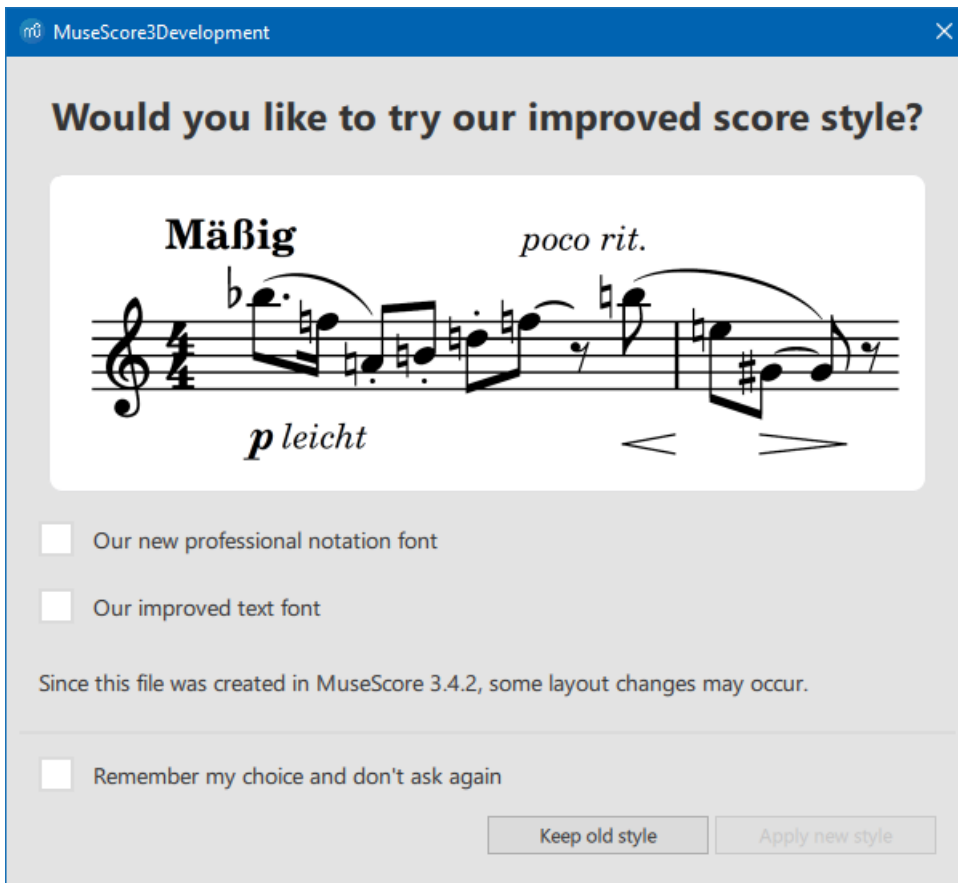 MuseScore3Development
Would you like to try our improved score style?
Mäßig
poco rit.
4
4
p leicht
Our new professional notation font
Our improved text font
Since this file was created in MuseScore 3.4.2, some layout changes may occur.
Remember my choice and don't ask again
Keep old style
Apply new style